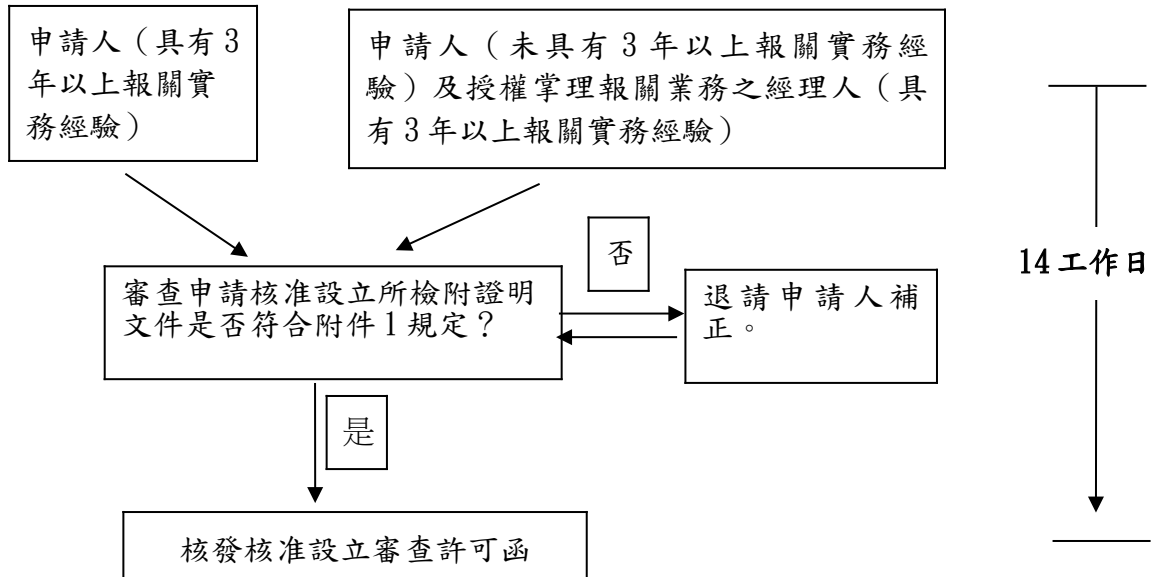 申請人（具有3
年以上報關實
務經驗）
申請人（未具有3年以上報關實務經
驗）及授權掌理報關業務之經理人（具
有3年以上報關實務經驗）
否
14工作日
審查申請核准設立所檢附證明
文件是否符合附件1規定？
退請申請人補
正。
是
核發核准設立審查許可函